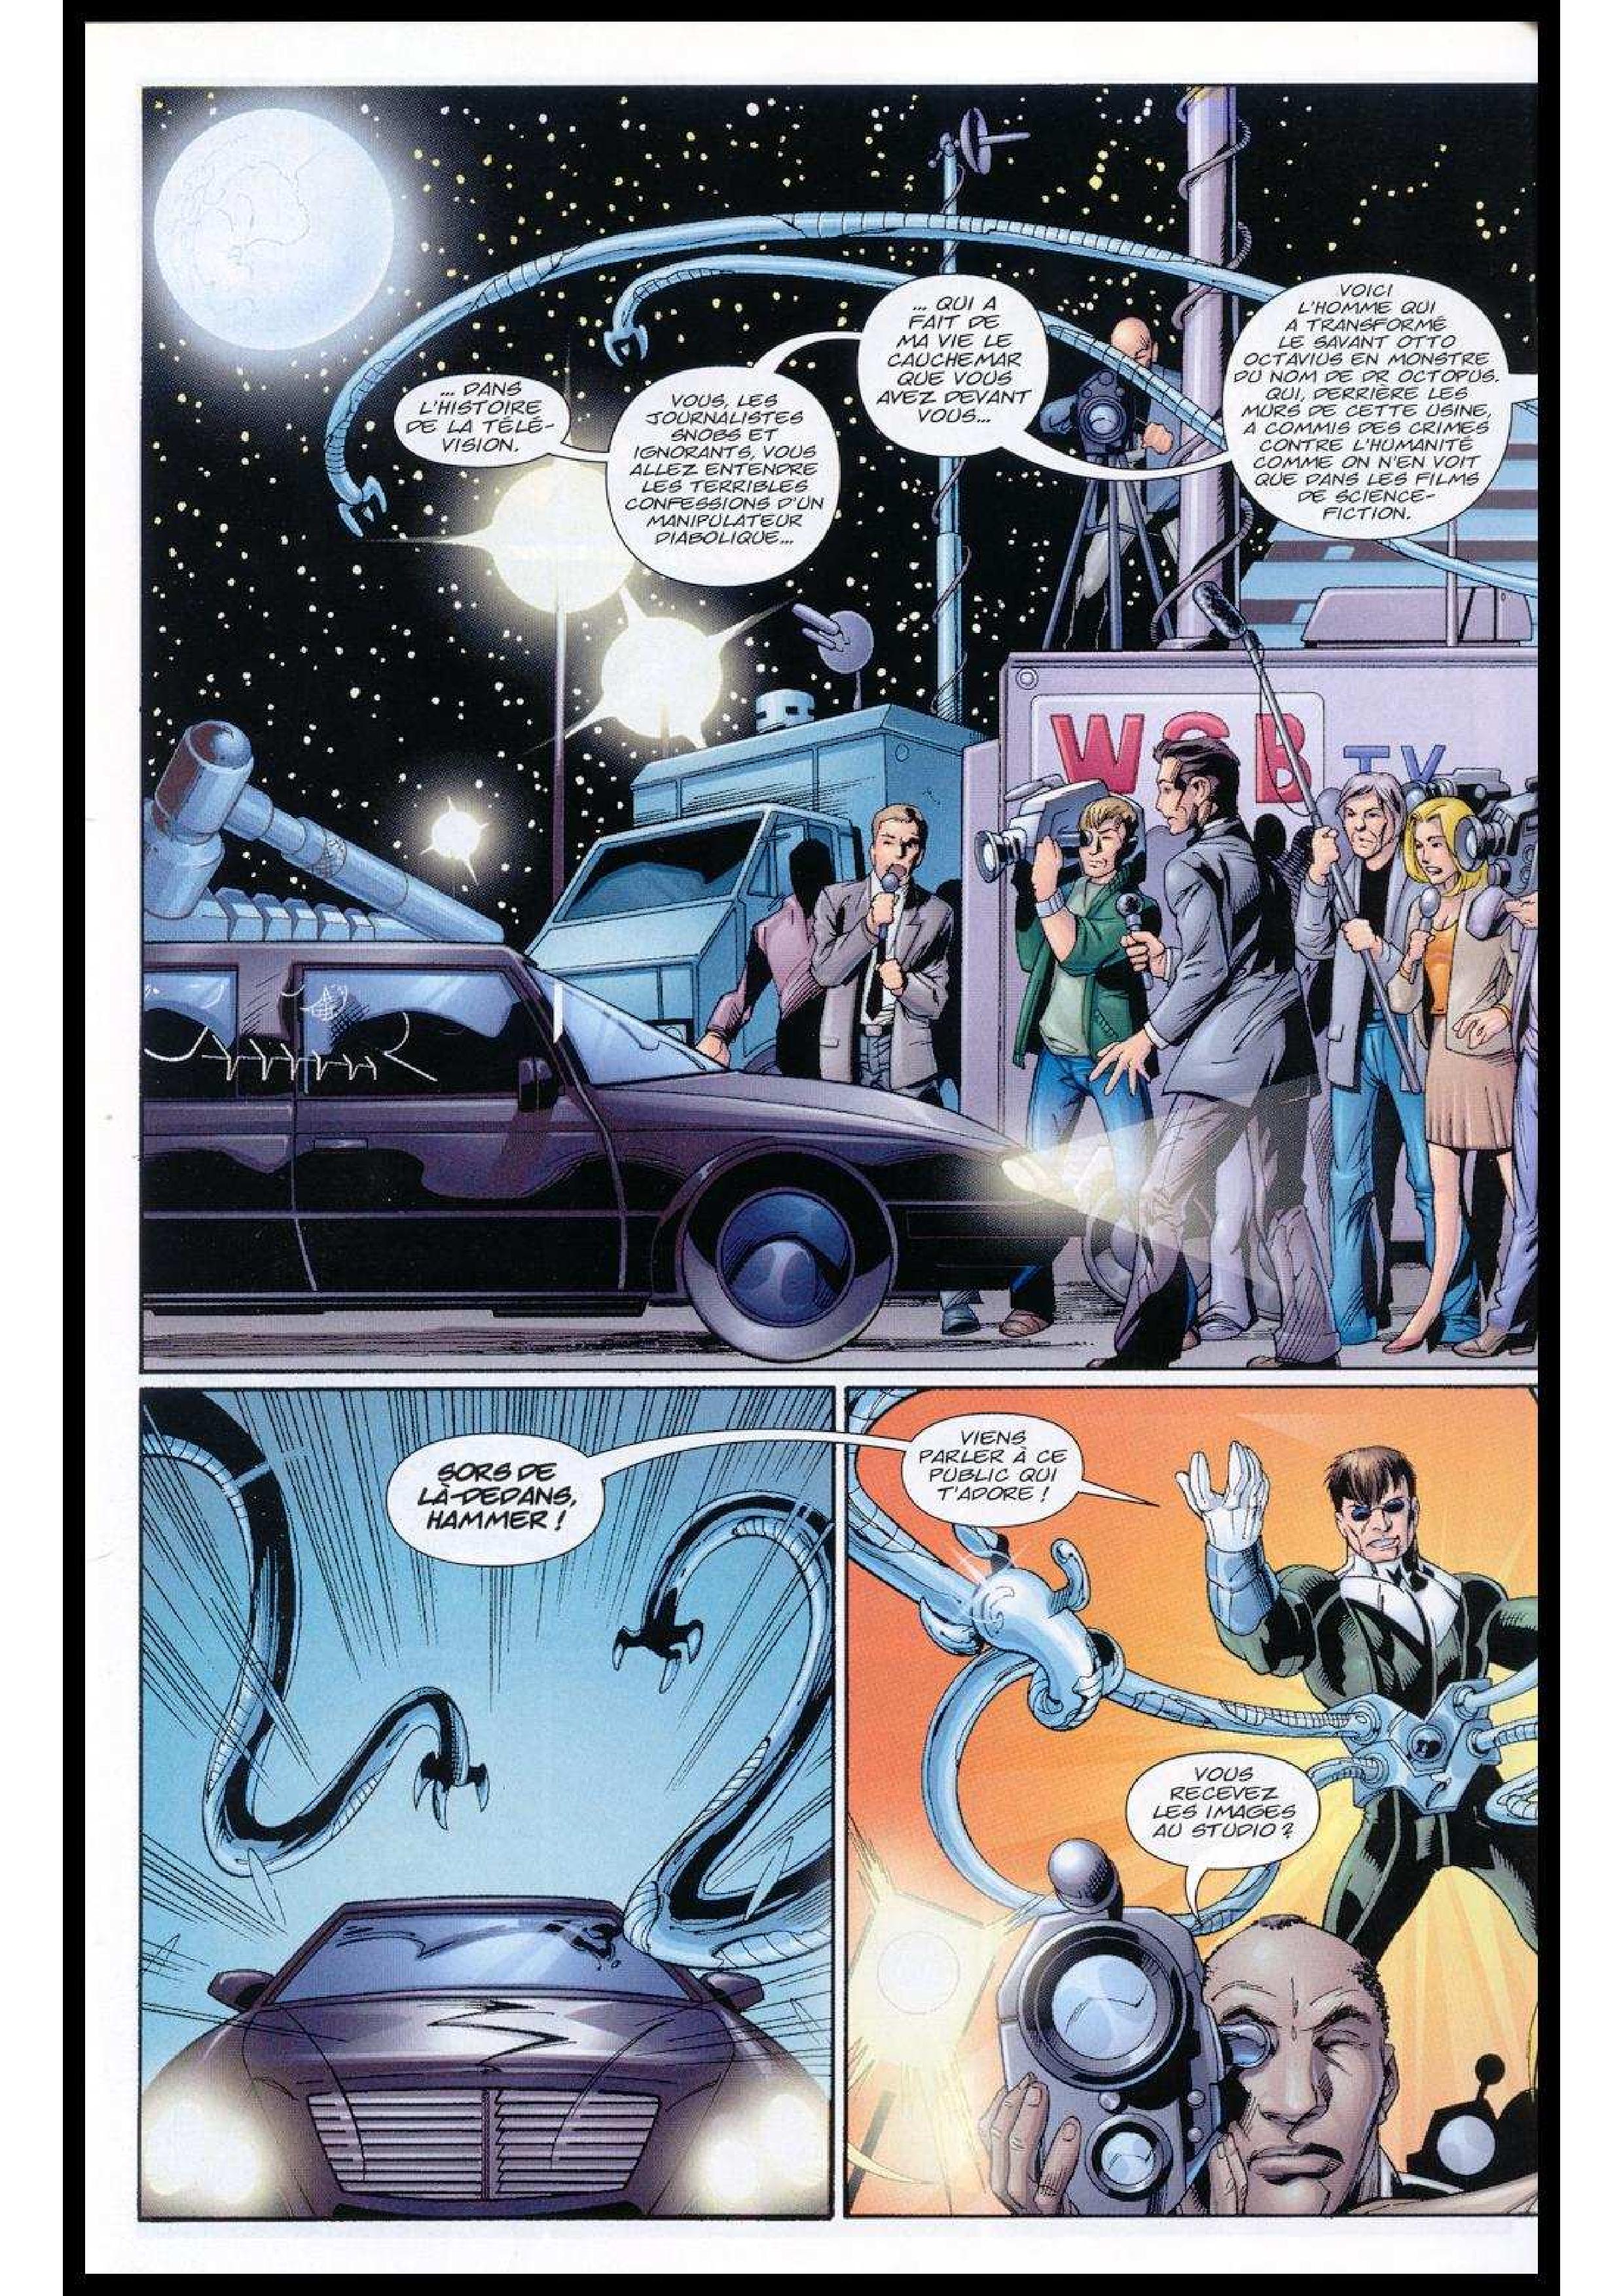 ... DANS
L'HISTOIRE
DE LA TÉLÉ-
VISION.
VOUS, LES
JOURNALISTES
SNOBS ET
IGNORANTS, VOUS
ALLEZ ENTENDRE
LES TERRIBLES
CONFESSIONS D'UN
MANIPULATEUR
DIABOLIQUE...
... QUI A
FAIT DE
MA VIE LE
CAUCHEMAR
QUE VOUS
AVEZ DEVANT
VOUS...
VOICI
L'HOMME QUI
A TRANSFORMÉ
LE SAVANT OTTO
OCTAVIUS EN MONSTRE
DU NOM DE DR OCTOPUS.
QUI, DERRIÈRE LES
MURS DE CETTE USINE,
A COMMIS DES CRIMES
CONTRE L'HUMANITÉ
COMME ON N'EN VOIT
QUE DANS LES FILMS
DE SCIENCE-
FICTION.
TV
SORS DE
LÀ-DEDANS,
HAMMER !
VIENS
PARLER À CE
PUBLIC QUI
T'ADORE !
VOUS
RECEVEZ
LES IMAGES
AU STUDIO ?